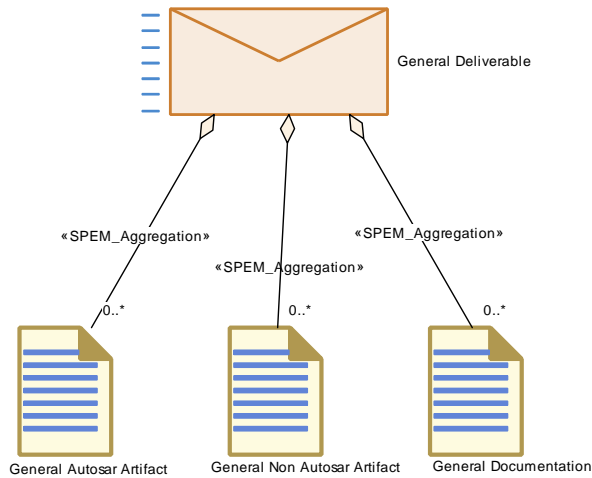 General Deliverable
«SPEM_Aggregation»
«SPEM_Aggregation»
«SPEM_Aggregation»
0..*
0..*
0..*
General Autosar Artifact
General Non Autosar Artifact
General Documentation